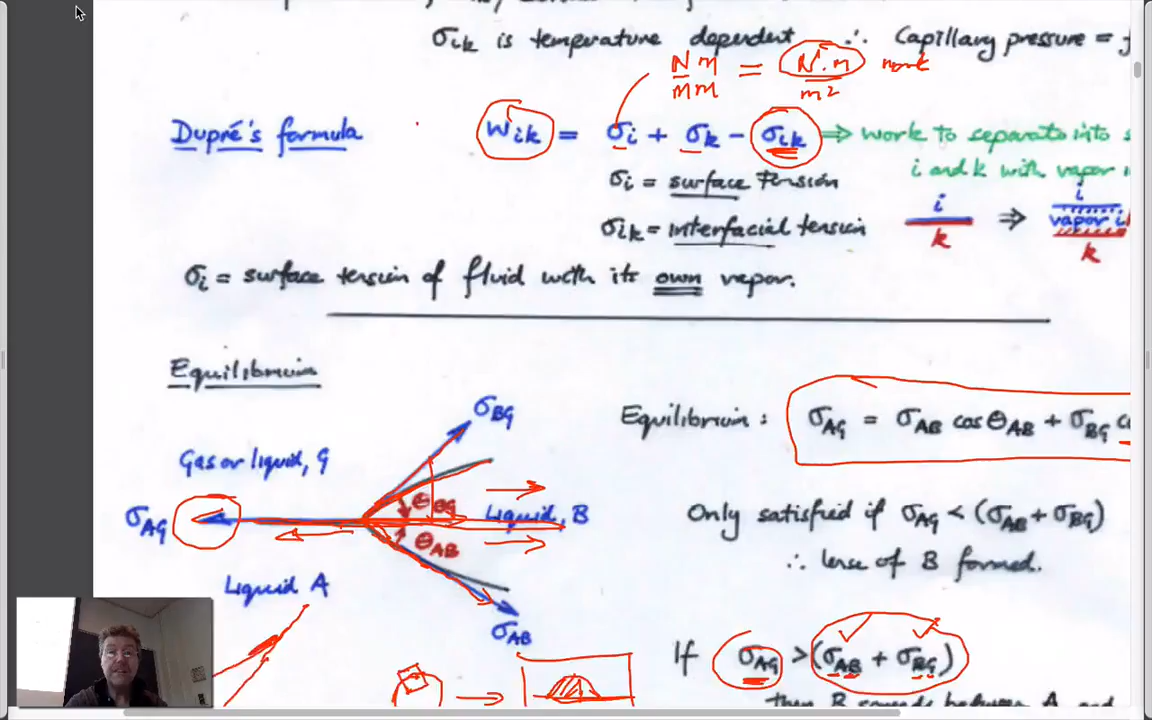 σik is temperature dependent ∴ Capillary pressure = f
N m / m m = N·m / m² work
Dupré's formula Wik = σi + σk − σik ⇒ work to separate into s
i and k with vapor i
σi = surface tension
σik = interfacial tension
i / k ⇒ i / vapor i / k
σi = surface tension of fluid with its own vapor.
Equilibrium
σBG
Equilibrium : σAG = σAB cosθAB + σBG c
Gas or liquid, G
θBG
σAG
Liquid, B
Only satisfied if σAG < (σAB + σBG)
θAB
∴ lense of B formed.
Liquid A
σAB
If σAG > (σAB + σBG)
then B spreads between A and